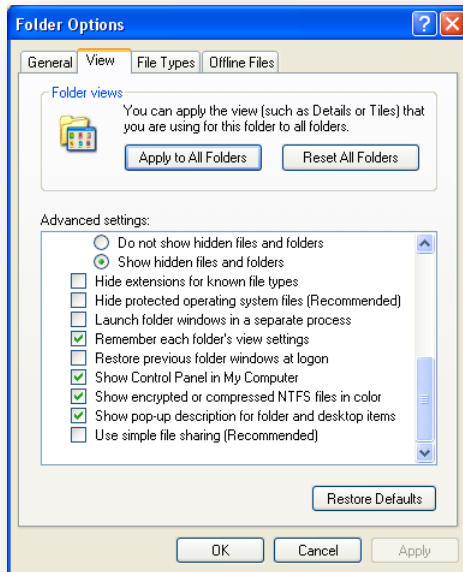 Folder Options
General View File Types Offline Files
Folder views
You can apply the view (such as Details or Tiles) that
you are using for this folder to all folders.
Apply to All Folders Reset All Folders
Advanced settings:
Do not show hidden files and folders
Show hidden files and folders
Hide extensions for known file types
Hide protected operating system files (Recommended)
Launch folder windows in a separate process
Remember each folder's view settings
Restore previous folder windows at logon
Show Control Panel in My Computer
Show encrypted or compressed NTFS files in color
Show pop-up description for folder and desktop items
Use simple file sharing (Recommended)
Restore Defaults
OK Cancel Apply